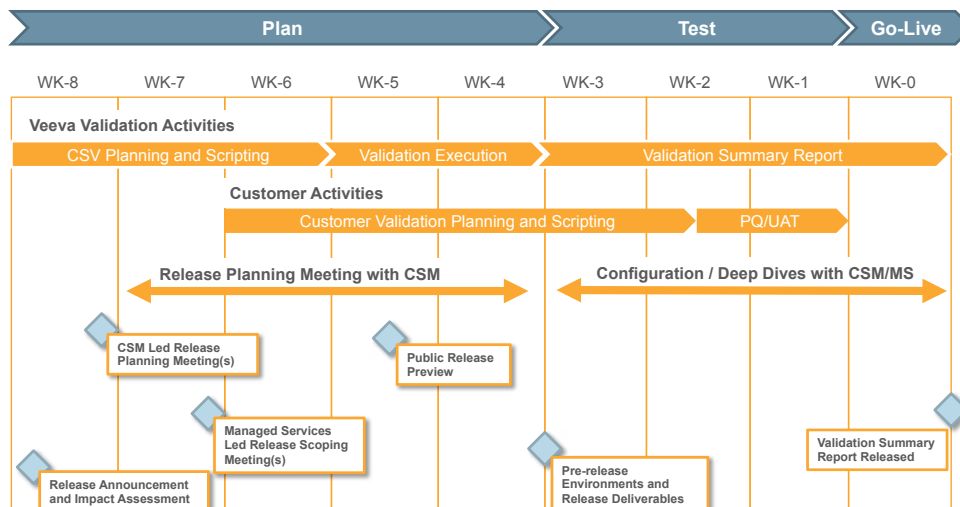 Plan
Test
Go-Live
WK-8
WK-7
WK-6
WK-5
WK-4
WK-3
WK-2
WK-1
WK-0
Veeva Validation Activities
CSV Planning and Scripting
Validation Execution
Validation Summary Report
Customer Activities
Customer Validation Planning and Scripting
PQ/UAT
Release Planning Meeting with CSM
Configuration / Deep Dives with CSM/MS
CSM Led Release
Planning Meeting(s)
Public Release
Preview
Managed Services
Led Release Scoping
Meeting(s)
Validation Summary
Report Released
Release Announcement
and Impact Assessment
Pre-release
Environments and
Release Deliverables